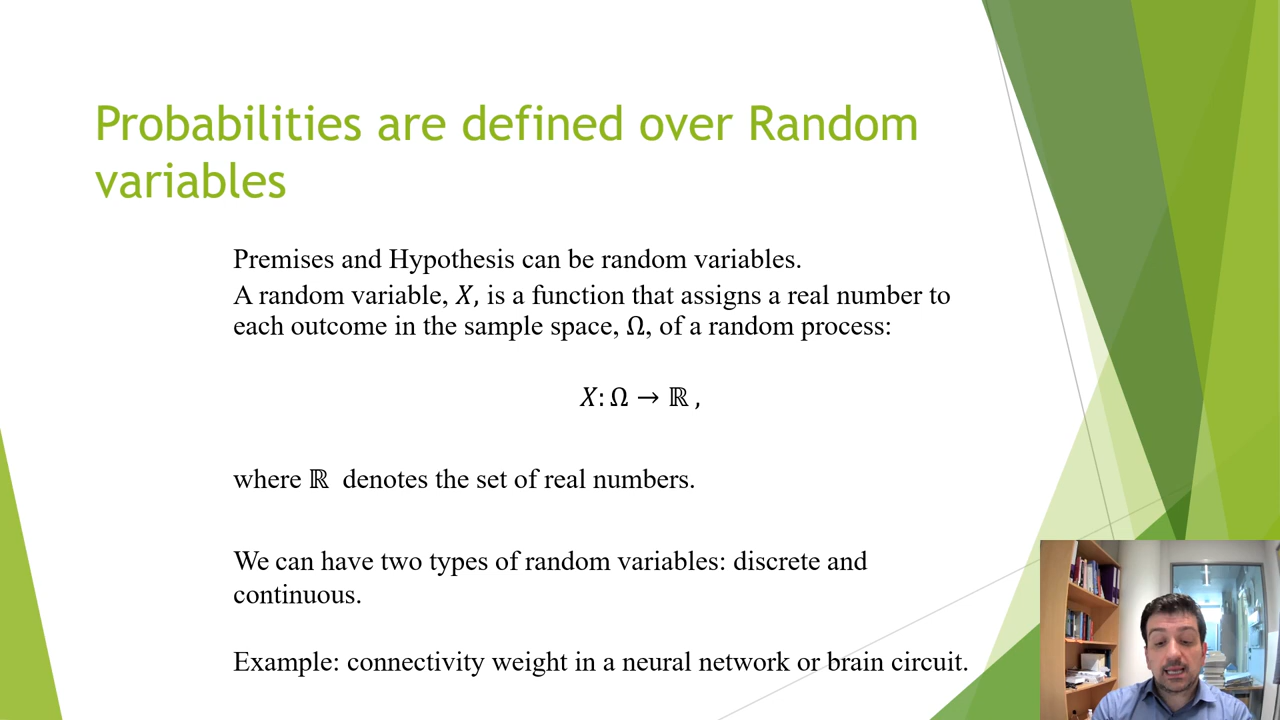 Probabilities are defined over Random
variables
Premises and Hypothesis can be random variables.
A random variable, X, is a function that assigns a real number to
each outcome in the sample space, Ω, of a random process:
X: Ω → ℝ ,
where ℝ denotes the set of real numbers.
We can have two types of random variables: discrete and
continuous.
Example: connectivity weight in a neural network or brain circuit.